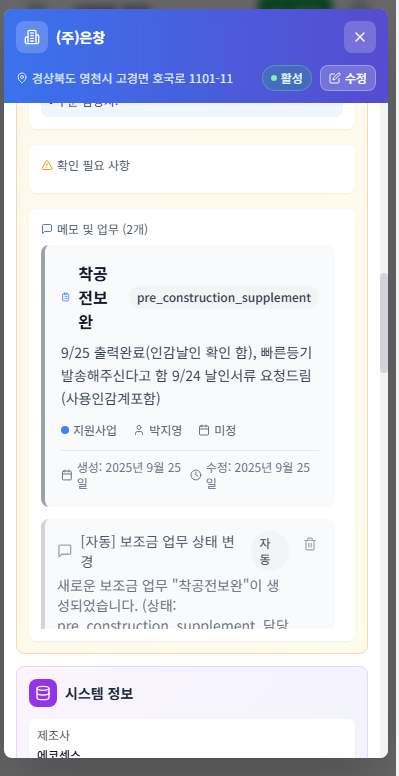 (주)은창
경상북도 영천시 고경면 호국로 1101-11
활성
수정
확인 필요 사항
메모 및 업무 (2개)
착공
전보
완
pre_construction_supplement
9/25 출력완료(인감날인 확인 함), 빠른등기
발송해주신다고 함 9/24 날인서류 요청드림
(사용인감계포함)
지원사업
박지영
미정
생성: 2025년 9월 25
일
수정: 2025년 9월 25
일
[자동] 보조금 업무 상태 변
경
자
동
새로운 보조금 업무 "착공전보완"이 생
성되었습니다. (상태:
pre_construction_supplement, 담당
시스템 정보
제조사
에코센스